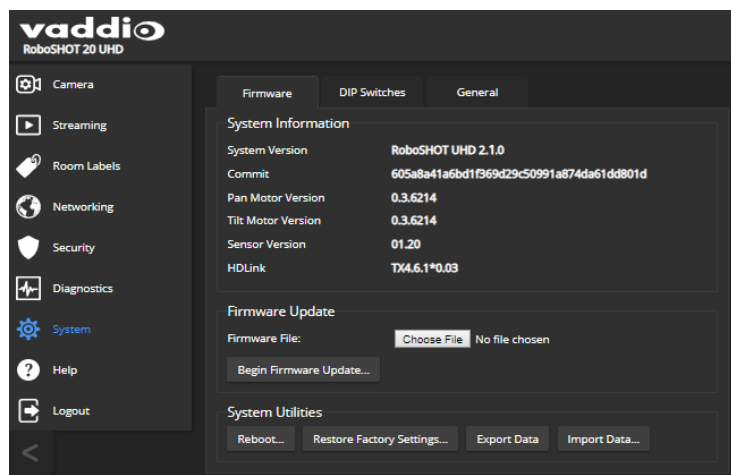 vaddio
RoboSHOT 20 UHD
Camera
Streaming
Room Labels
Networking
Security
Diagnostics
System
Help
Logout
<
Firmware DIP Switches General
System Information
System Version RoboSHOT UHD 2.1.0
Commit 605a8a41a6bd1f369d29c50991a874da61dd801d
Pan Motor Version 0.3.6214
Tilt Motor Version 0.3.6214
Sensor Version 01.20
HDLink TX4.6.1*0.03
Firmware Update
Firmware File: Choose File No file chosen
Begin Firmware Update...
System Utilities
Reboot... Restore Factory Settings... Export Data Import Data...